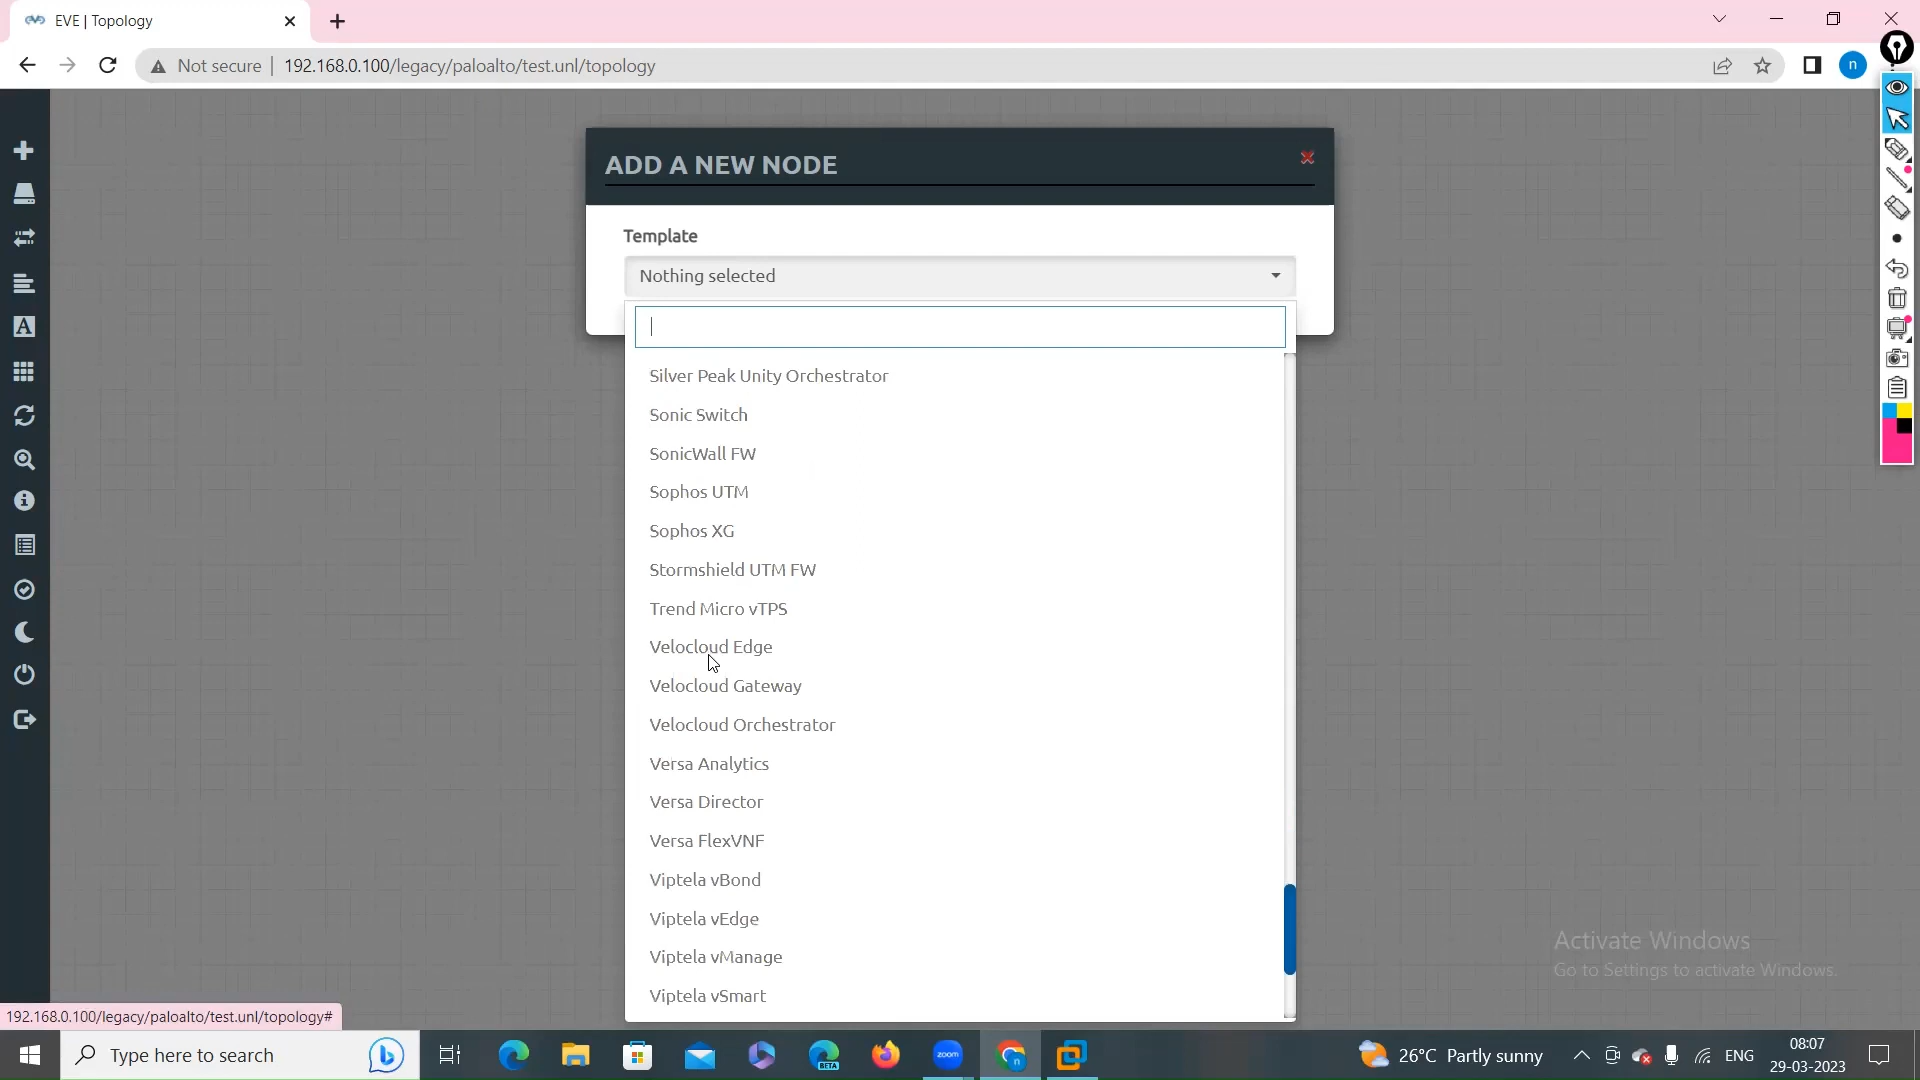 EVE | Topology
Not secure
192.168.0.100/legacy/paloalto/test.unl/topology
n
ADD A NEW NODE
Template
Nothing selected
Silver Peak Unity Orchestrator
Sonic Switch
SonicWall FW
Sophos UTM
Sophos XG
Stormshield UTM FW
Trend Micro vTPS
Velocloud Edge
Velocloud Gateway
Velocloud Orchestrator
Versa Analytics
Versa Director
Versa FlexVNF
Viptela vBond
Viptela vEdge
Viptela vManage
Viptela vSmart
Activate Windows
Go to Settings to activate Windows.
192.168.0.100/legacy/paloalto/test.unl/topology#
Type here to search
BETA
zoom
n
26°C Partly sunny
ENG
08:07
29-03-2023